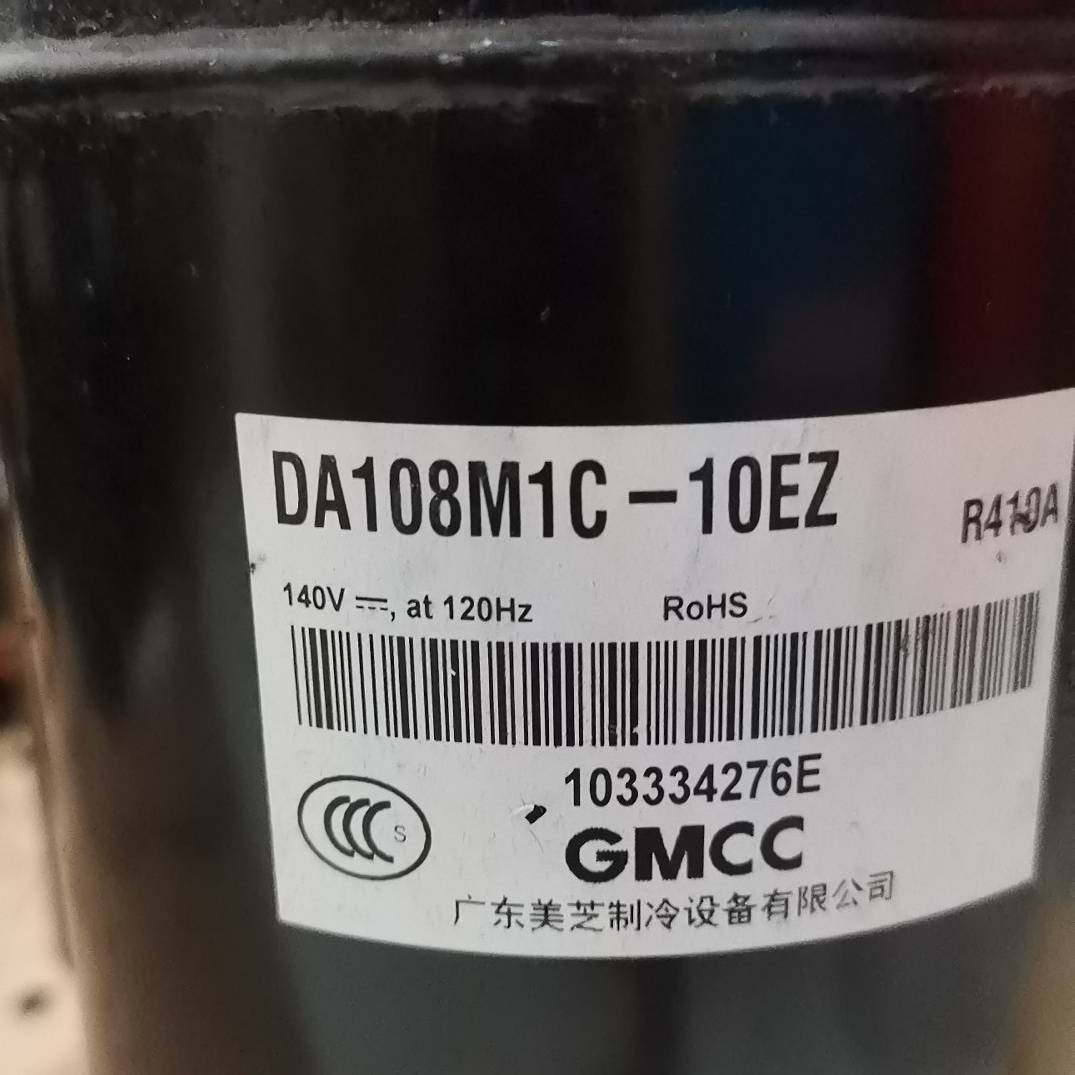 DA108M1C-10EZ R410A
140V ⎓, at 120Hz RoHS
103334276E
CCC S
GMCC
广东美芝制冷设备有限公司